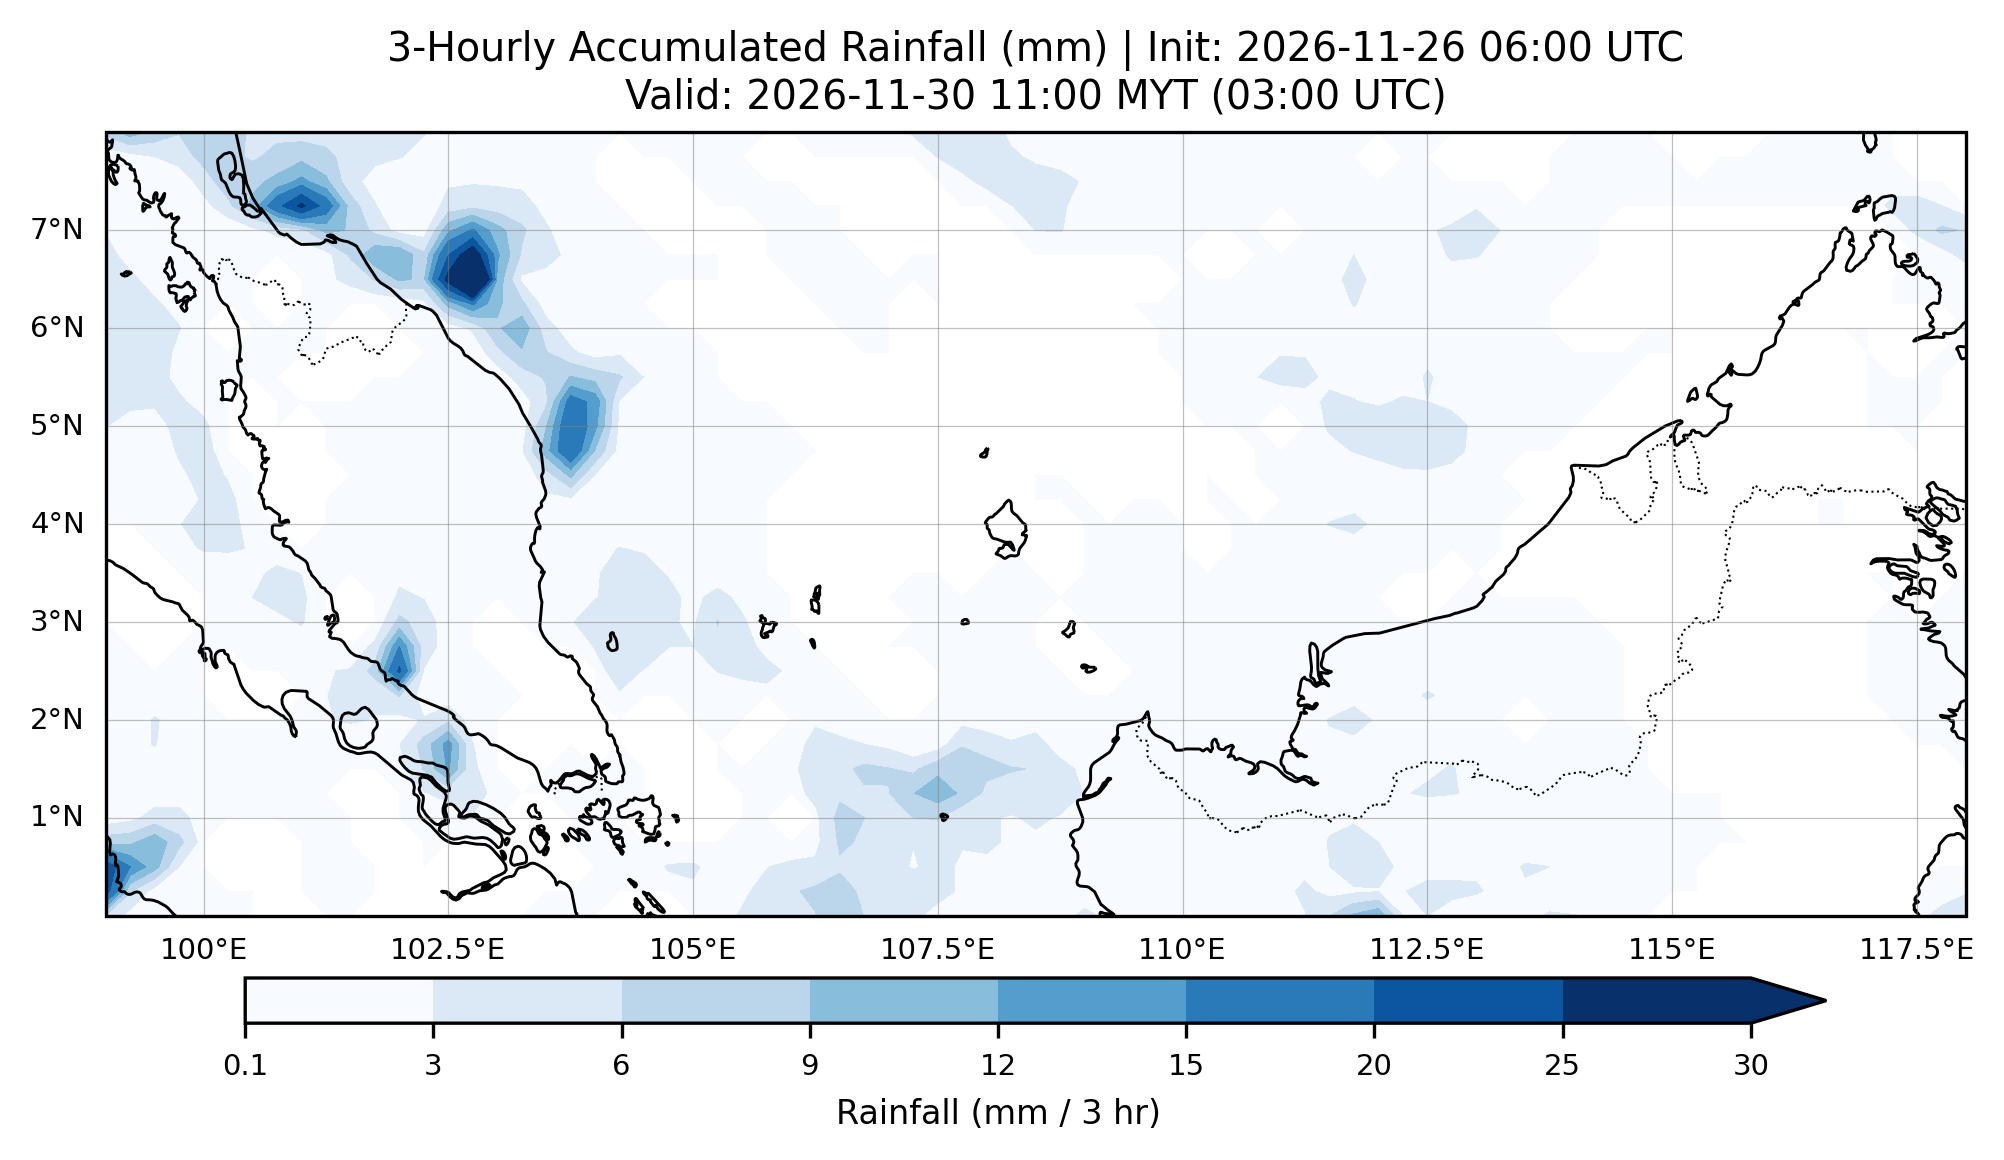 3-Hourly Accumulated Rainfall (mm) | Init: 2026-11-26 06:00 UTC
Valid: 2026-11-30 11:00 MYT (03:00 UTC)
7°N
6°N
5°N
4°N
3°N
2°N
1°N
100°E 102.5°E 105°E 107.5°E 110°E 112.5°E 115°E 117.5°E
0.1 3 6 9 12 15 20 25 30
Rainfall (mm / 3 hr)